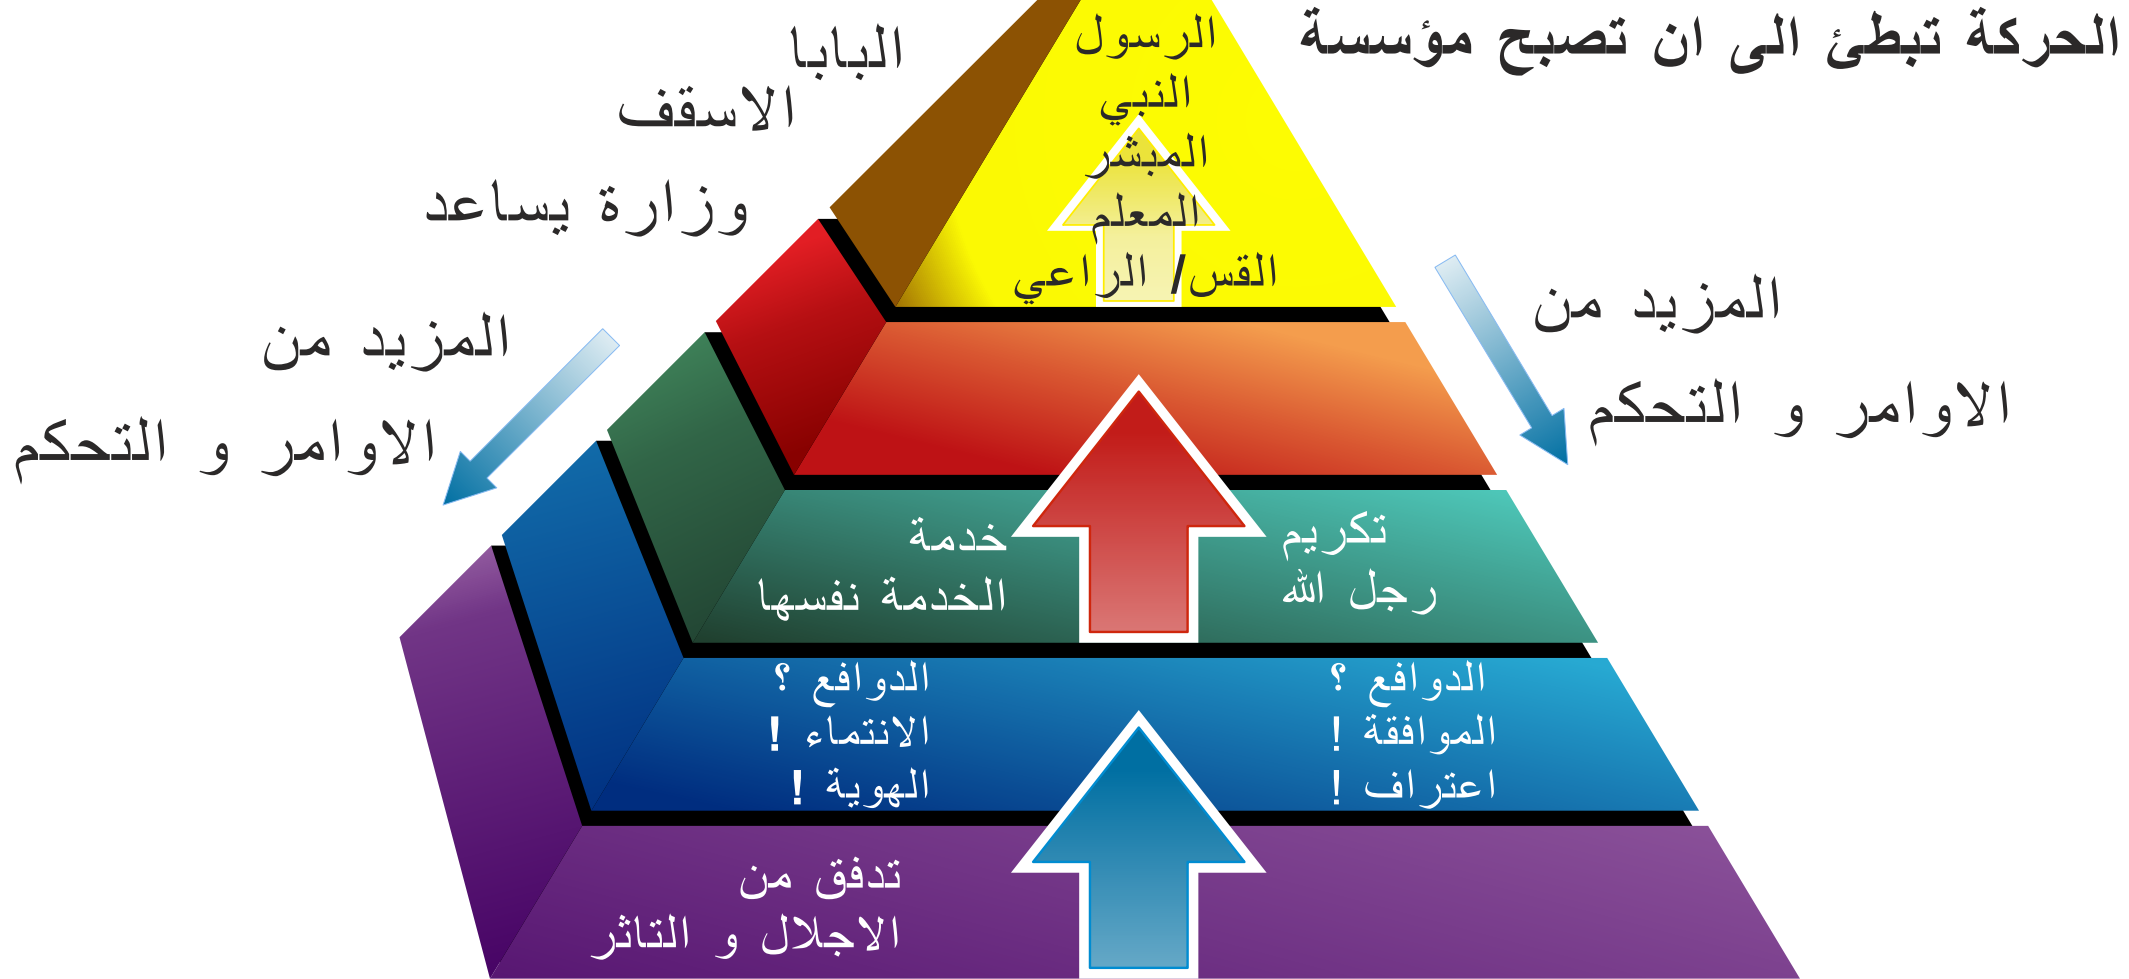 الحركة تبطئ الى ان تصبح مؤسسة
الرسول
النبي
المبشر
المعلم
القس/ الراعي
البابا
الاسقف
وزارة يساعد
المزيد من
الاوامر و التحكم
المزيد من
الاوامر و التحكم
تكريم
رجل الله
خدمة
الخدمة نفسها
الدوافع ؟
الموافقة !
اعتراف !
الدوافع ؟
الانتماء !
الهوية !
تدفق من
الاجلال و التاثر